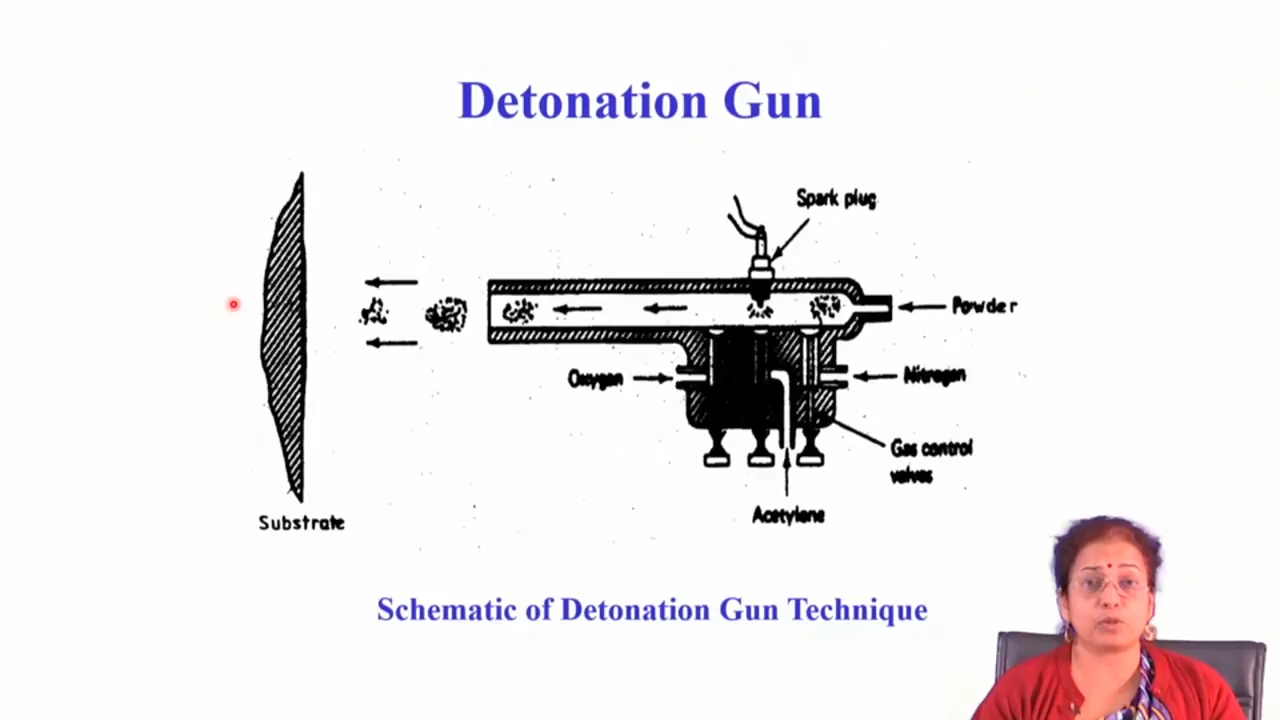 Detonation Gun
Spark plug
Powder
Oxygen
Nitrogen
Gas control
valves
Acetylene
Substrate
Schematic of Detonation Gun Technique